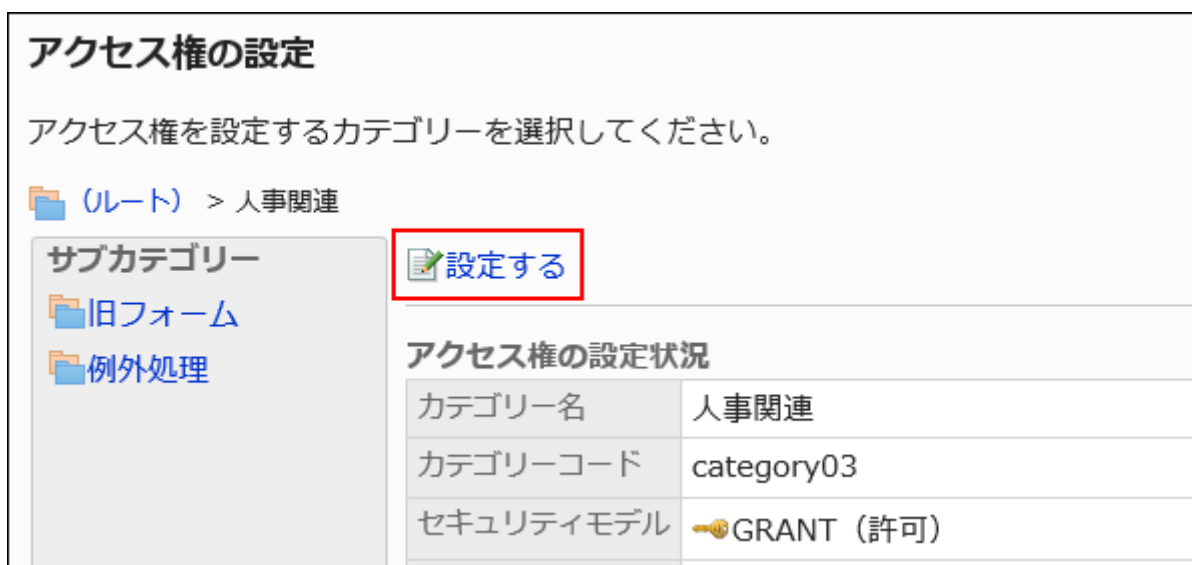 アクセス権の設定
アクセス権を設定するカテゴリーを選択してください。
（ルート） > 人事関連
サブカテゴリー
旧フォーム
例外処理
設定する
アクセス権の設定状況
カテゴリー名 人事関連
カテゴリーコード category03
セキュリティモデル GRANT（許可）